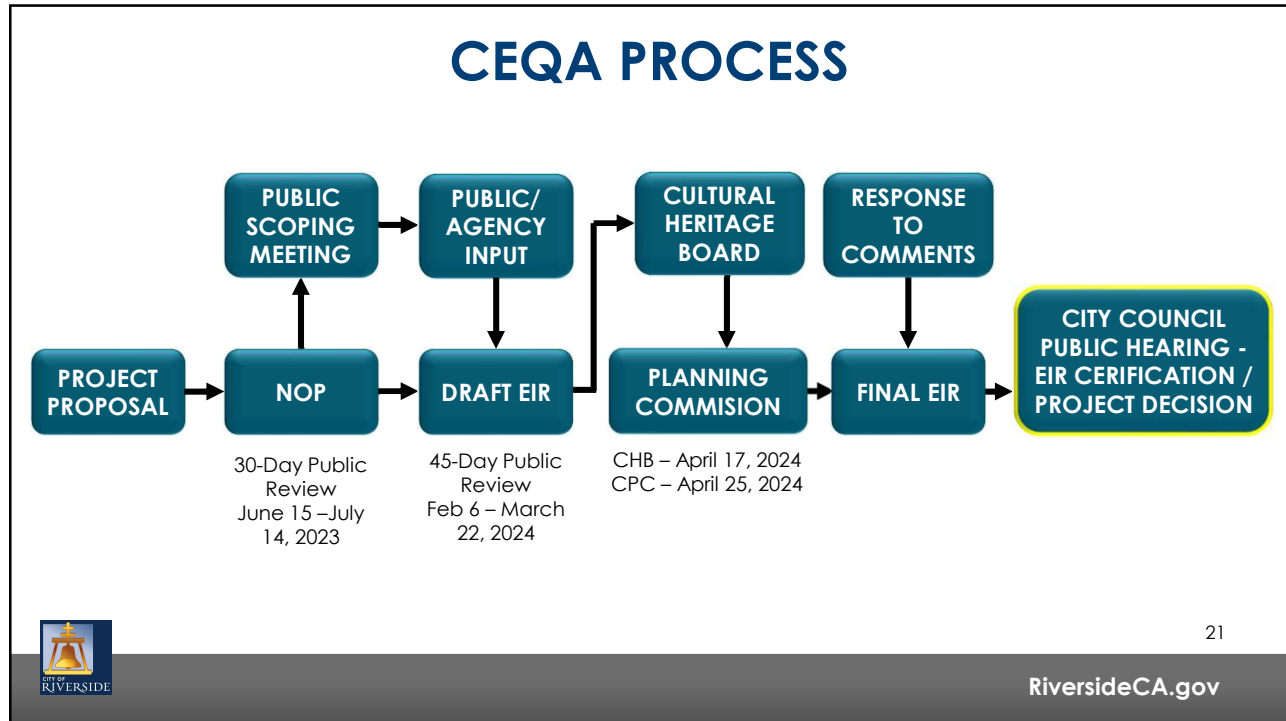 CEQA PROCESS
PUBLIC
SCOPING
MEETING
PUBLIC/
AGENCY
INPUT
CULTURAL
HERITAGE
BOARD
RESPONSE
TO
COMMENTS
PROJECT
PROPOSAL
NOP
DRAFT EIR
PLANNING
COMMISION
FINAL EIR
CITY COUNCIL
PUBLIC HEARING -
EIR CERIFICATION /
PROJECT DECISION
30-Day Public
Review
June 15 –July
14, 2023
45-Day Public
Review
Feb 6 – March
22, 2024
CHB – April 17, 2024
CPC – April 25, 2024
21
CITY OF
RIVERSIDE
RiversideCA.gov